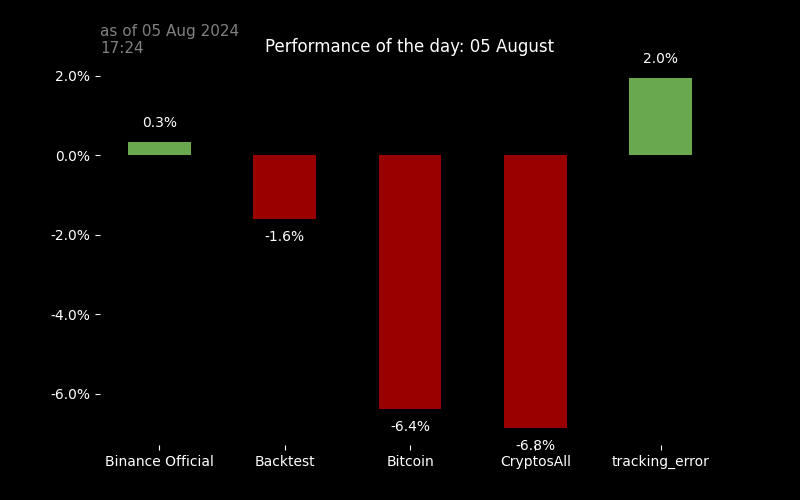 as of 05 Aug 2024
17:24
Performance of the day: 05 August
2.0%
0.0%
-2.0%
-4.0%
-6.0%
0.3%
-1.6%
-6.4%
-6.8%
2.0%
Binance Official
Backtest
Bitcoin
CryptosAll
tracking_error